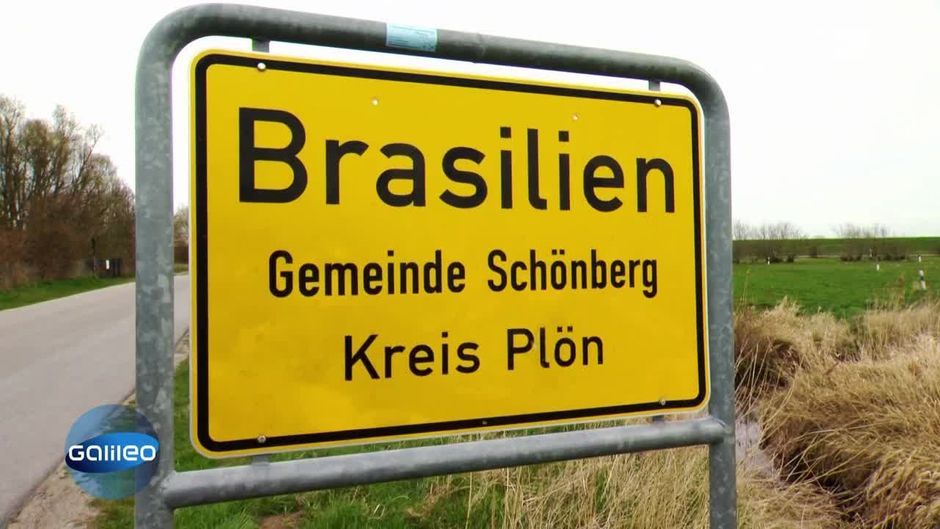 Brasilien
Gemeinde Schönberg
Kreis Plön
Galileo